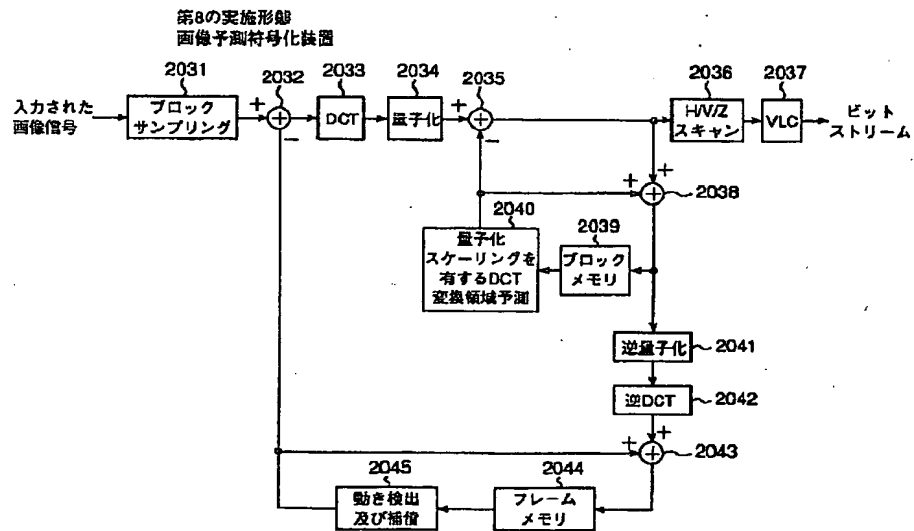 第8の実施形態
画像予測符号化装置
2031
2032
2033
2034
2035
2036
2037
入力された
画像信号
ブロック
サンプリング
+
+
−
DCT
量子化
+
+
−
H/V/Z
スキャン
VLC
ビット
ストリーム
+
+
+
2038
2040
量子化
スケーリングを
有するDCT
変換領域予測
2039
ブロック
メモリ
逆量子化
2041
逆DCT
2042
+
+
+
2043
2045
動き検出
及び補償
2044
フレーム
メモリ